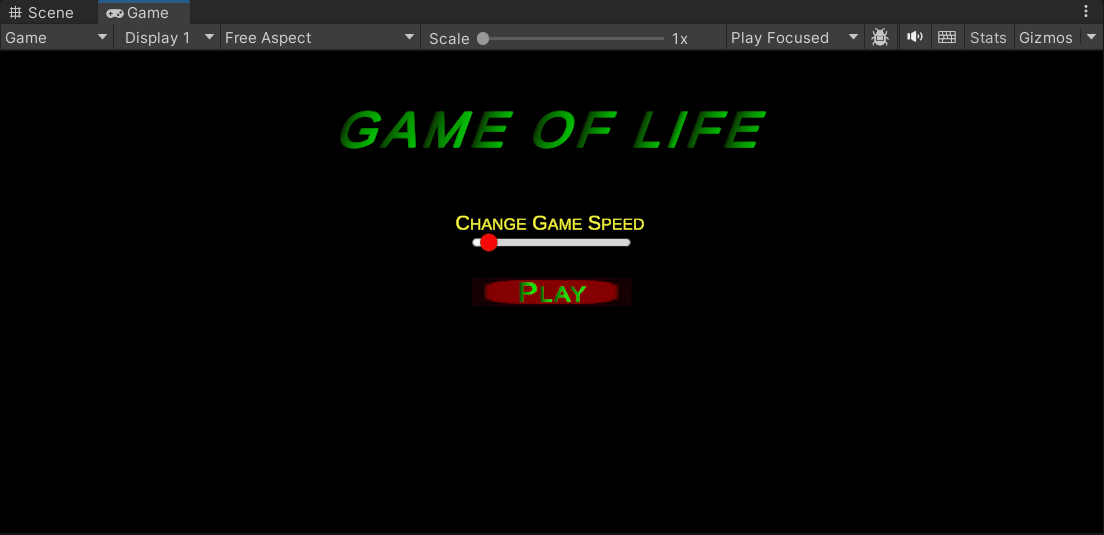 Scene Game
Game Display 1 Free Aspect Scale 1x Play Focused Stats Gizmos
GAME OF LIFE
CHANGE GAME SPEED
PLAY